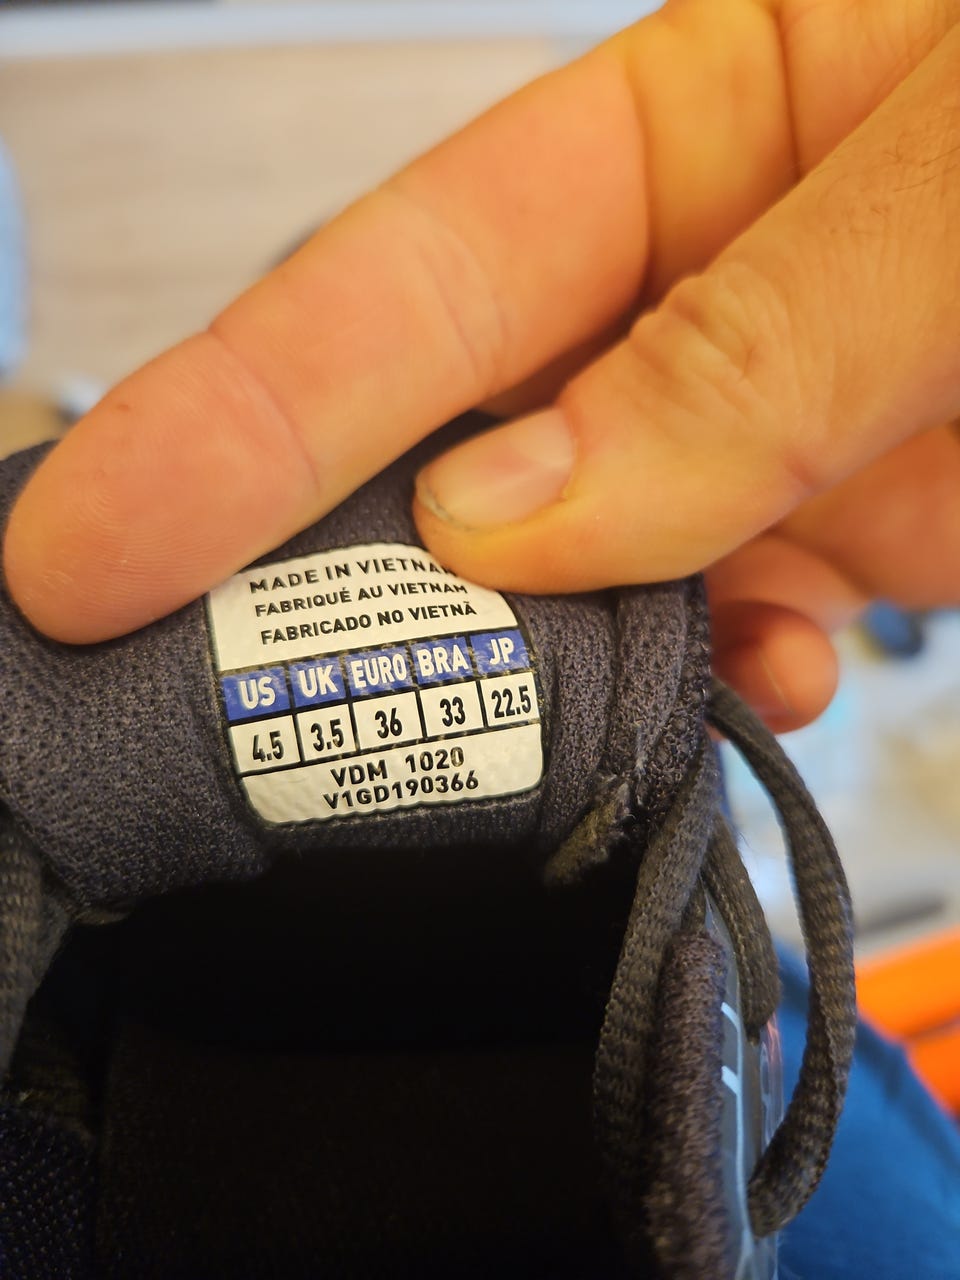 MADE IN VIETNAM
FABRIQUÉ AU VIETNAM
FABRICADO NO VIETNÃ
US UK EURO BRA JP
4.5 3.5 36 33 22.5
VDM 1020
V1GD190366